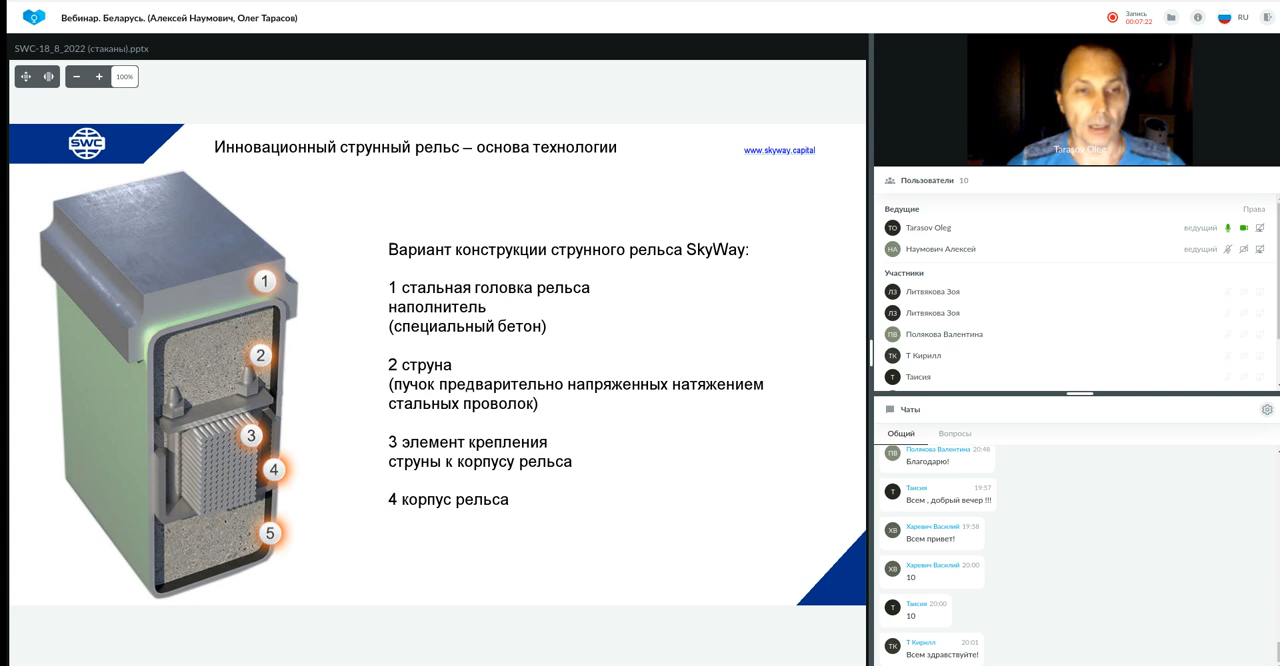 Вебинар. Беларусь. (Алексей Наумович, Олег Тарасов)
Запись
00:07:22
RU
SWC-18_8_2022 (стаканы).pptx
100%
SWC
Инновационный струнный рельс – основа технологии
www.skyway.capital
Вариант конструкции струнного рельса SkyWay:
1 стальная головка рельса
наполнитель
(специальный бетон)
2 струна
(пучок предварительно напряженных натяжением
стальных проволок)
3 элемент крепления
струны к корпусу рельса
4 корпус рельса
1
2
3
4
5
Tarasov Oleg
Пользователи 10
Ведущие Права
TO Tarasov Oleg ведущий
НА Наумович Алексей ведущий
Участники
ЛЗ Литвякова Зоя
ЛЗ Литвякова Зоя
ПВ Полякова Валентина
ТК Т Кирилл
Т Таисия
Чаты
Общий Вопросы
ПВ Полякова Валентина 20:48
Благодарю!
Т Таисия 19:57
Всем , добрый вечер !!!
ХВ Харевич Василий 19:58
Всем привет!
ХВ Харевич Василий 20:00
10
Т Таисия 20:00
10
ТК Т Кирилл 20:01
Всем здравствуйте!